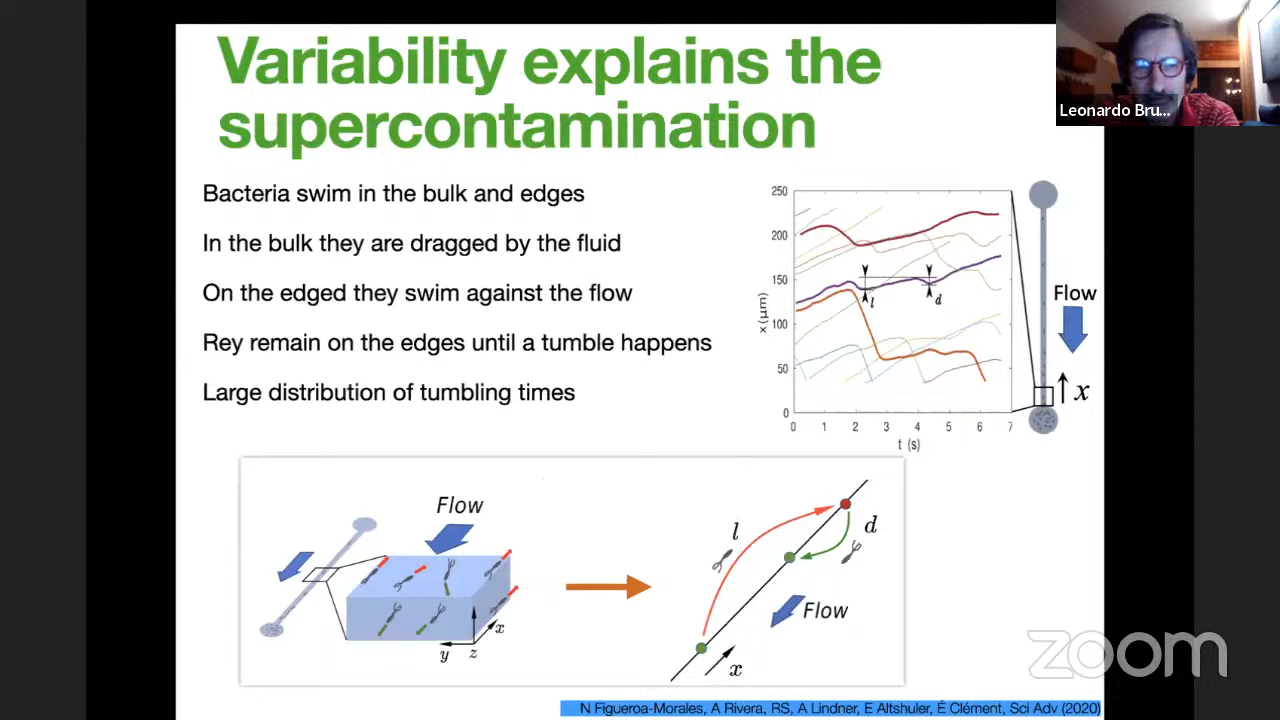 Variability explains the
supercontamination
Leonardo Bru...
Bacteria swim in the bulk and edges
In the bulk they are dragged by the fluid
On the edged they swim against the flow
Rey remain on the edges until a tumble happens
Large distribution of tumbling times
250
200
150
100
50
0
x (μm)
l
d
0 1 2 3 4 5 6 7
t (s)
Flow
x
Flow
y z x
l
d
Flow
x
zoom
N Figueroa-Morales, A Rivera, RS, A Lindner, E Altshuler, É Clément, Sci Adv (2020)